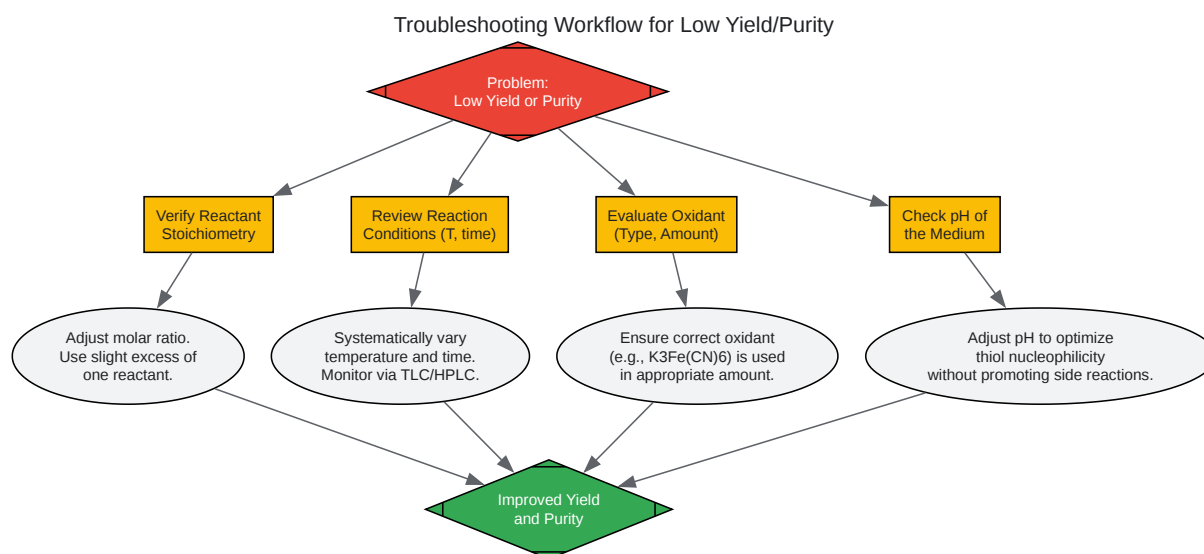 Troubleshooting Workflow for Low Yield/Purity
Problem:
Low Yield or Purity
Verify Reactant
Stoichiometry
Review Reaction
Conditions (T, time)
Evaluate Oxidant
(Type, Amount)
Check pH of
the Medium
Adjust molar ratio.
Use slight excess of
one reactant.
Systematically vary
temperature and time.
Monitor via TLC/HPLC.
Ensure correct oxidant
(e.g., K3Fe(CN)6) is used
in appropriate amount.
Adjust pH to optimize
thiol nucleophilicity
without promoting side reactions.
Improved Yield
and Purity